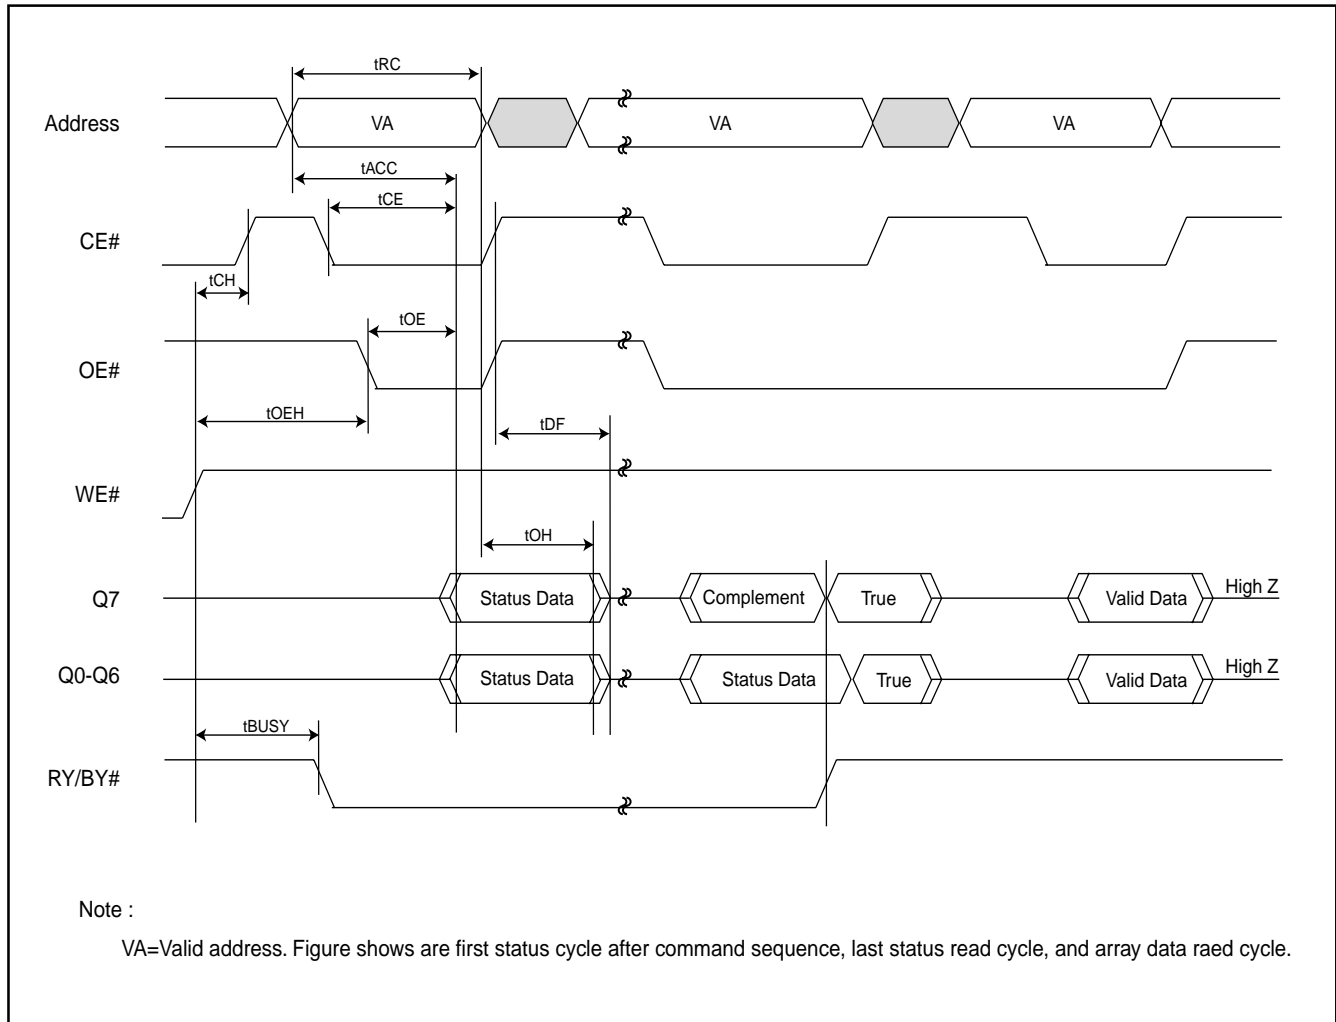 tRC
Address
VA
VA
VA
tACC
tCE
CE#
tCH
tOE
OE#
tOEH
tDF
WE#
tOH
Q7
Status Data
Complement
True
Valid Data
High Z
Q0-Q6
Status Data
Status Data
True
Valid Data
High Z
tBUSY
RY/BY#
Note :
VA=Valid address. Figure shows are first status cycle after command sequence, last status read cycle, and array data raed cycle.